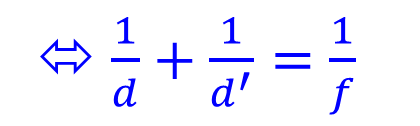 ⇔ 1/d + 1/d′ = 1/f